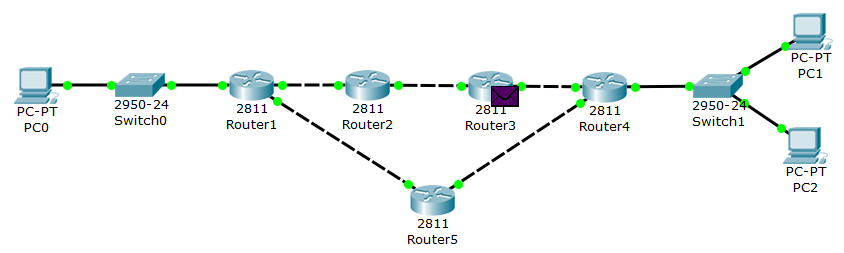 PC-PT
PC0
2950-24
Switch0
2811
Router1
2811
Router2
2811
Router3
2811
Router4
2950-24
Switch1
PC-PT
PC1
PC-PT
PC2
2811
Router5